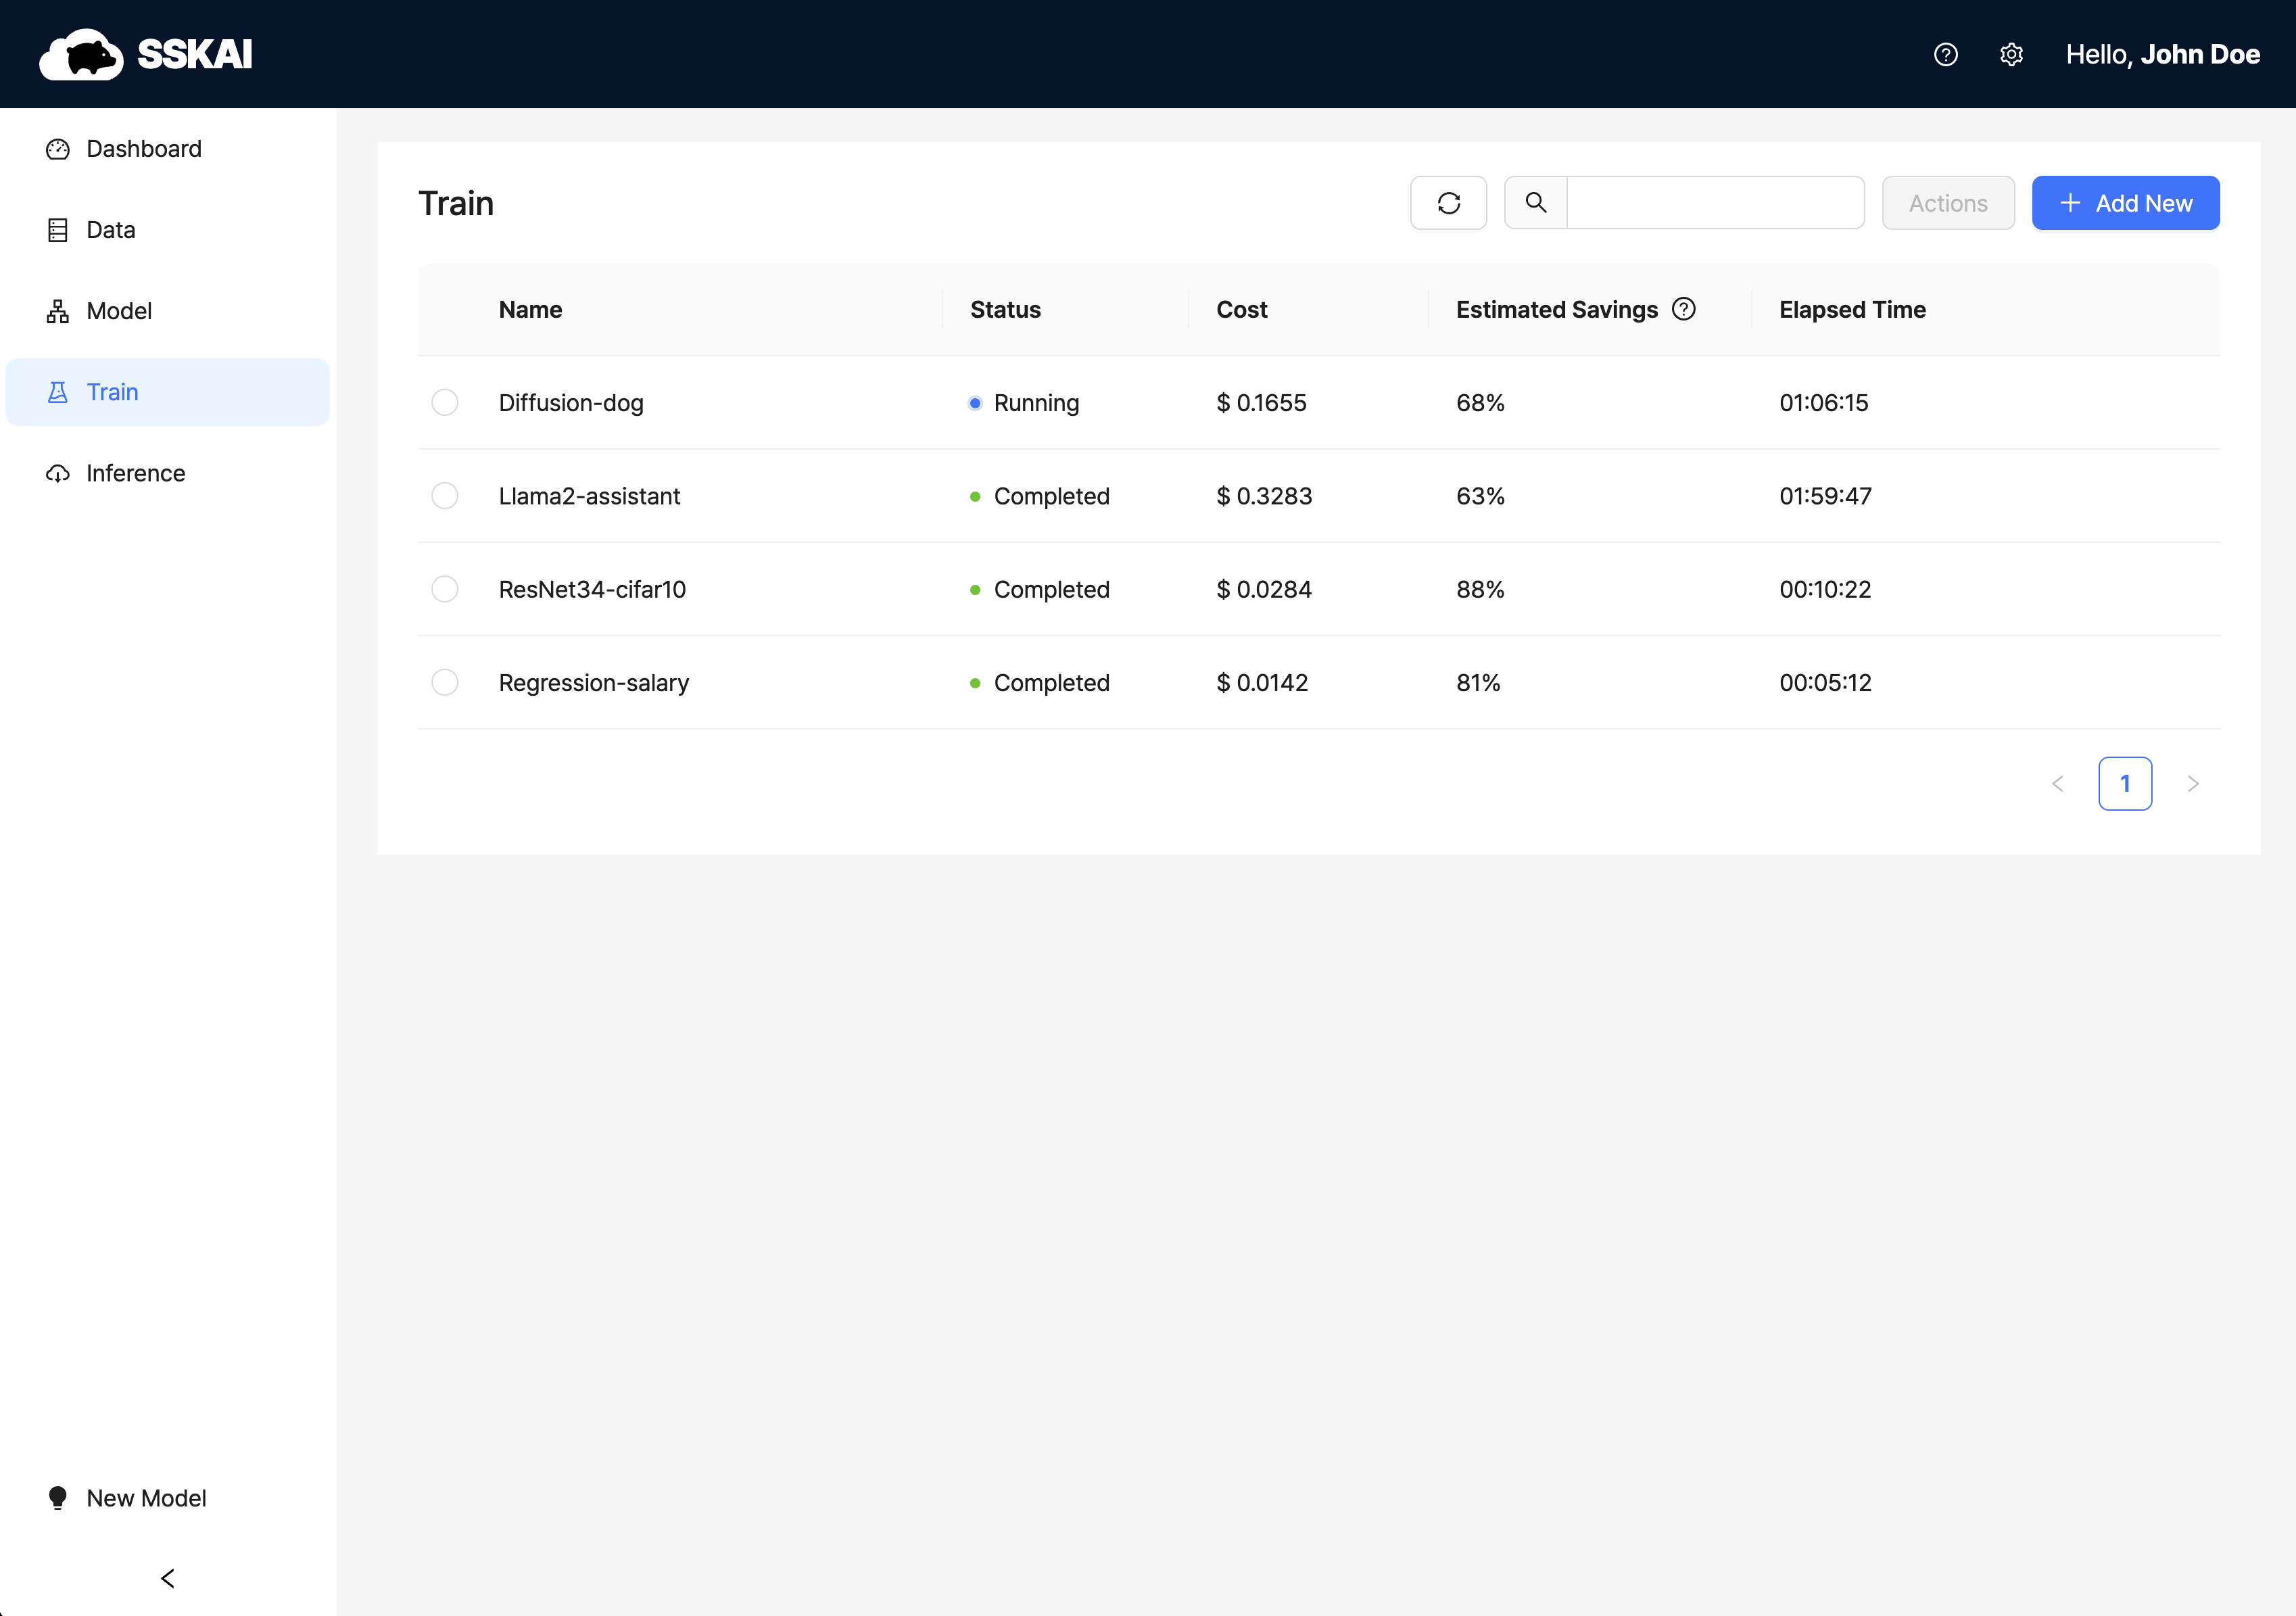 SSKAI
Hello, John Doe
Dashboard
Data
Model
Train
Inference
New Model
Train
Actions
Add New
Name Status Cost Estimated Savings Elapsed Time
Diffusion-dog Running $ 0.1655 68% 01:06:15
Llama2-assistant Completed $ 0.3283 63% 01:59:47
ResNet34-cifar10 Completed $ 0.0284 88% 00:10:22
Regression-salary Completed $ 0.0142 81% 00:05:12
1